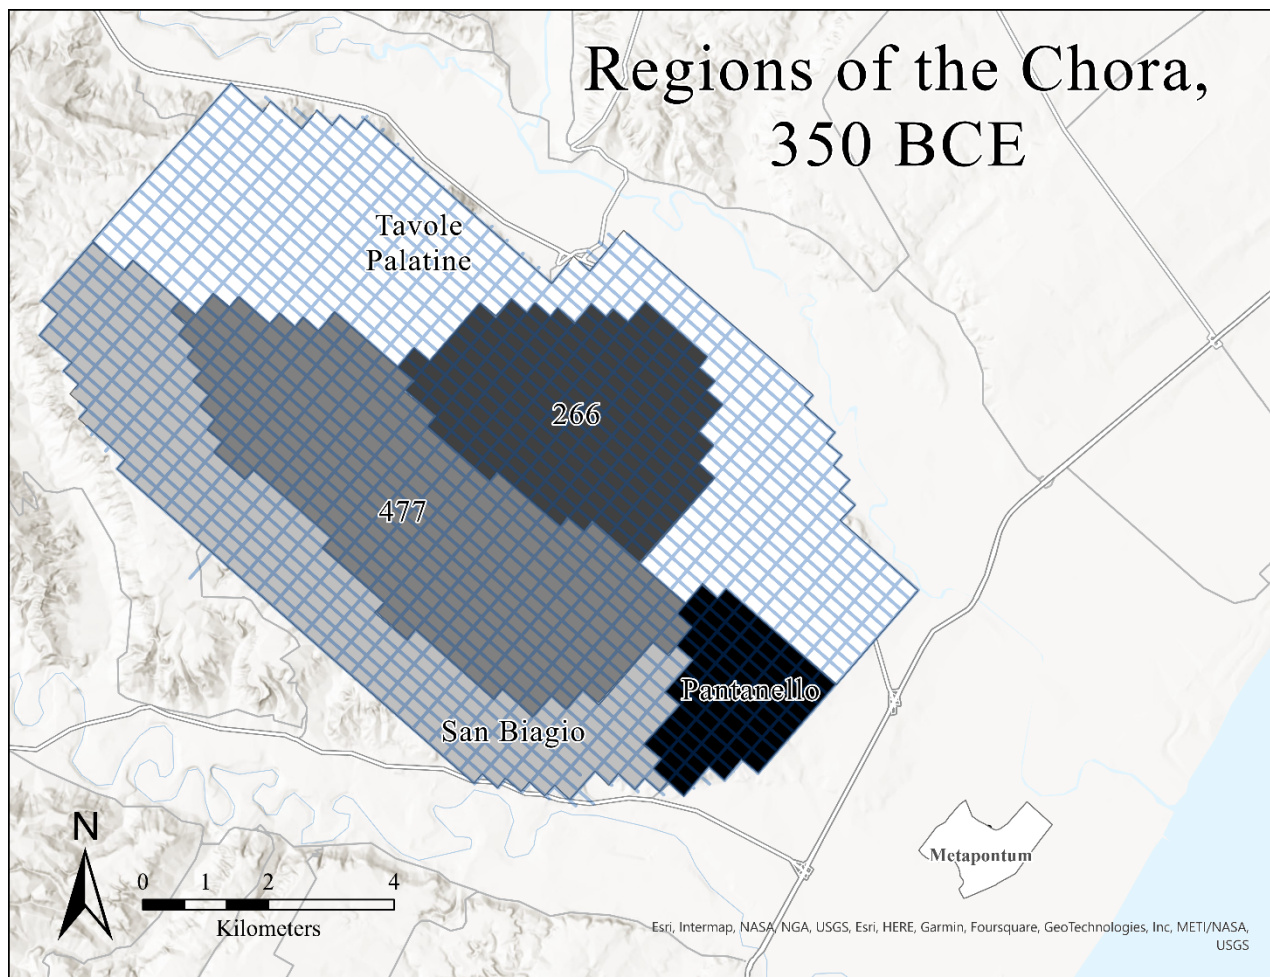 Regions of the Chora,
350 BCE
Tavole
Palatine
266
477
Pantanello
San Biagio
N
0 1 2 4
Kilometers
Metapontum
Esri, Intermap, NASA, NGA, USGS, Esri, HERE, Garmin, Foursquare, GeoTechnologies, Inc, METI/NASA,
USGS